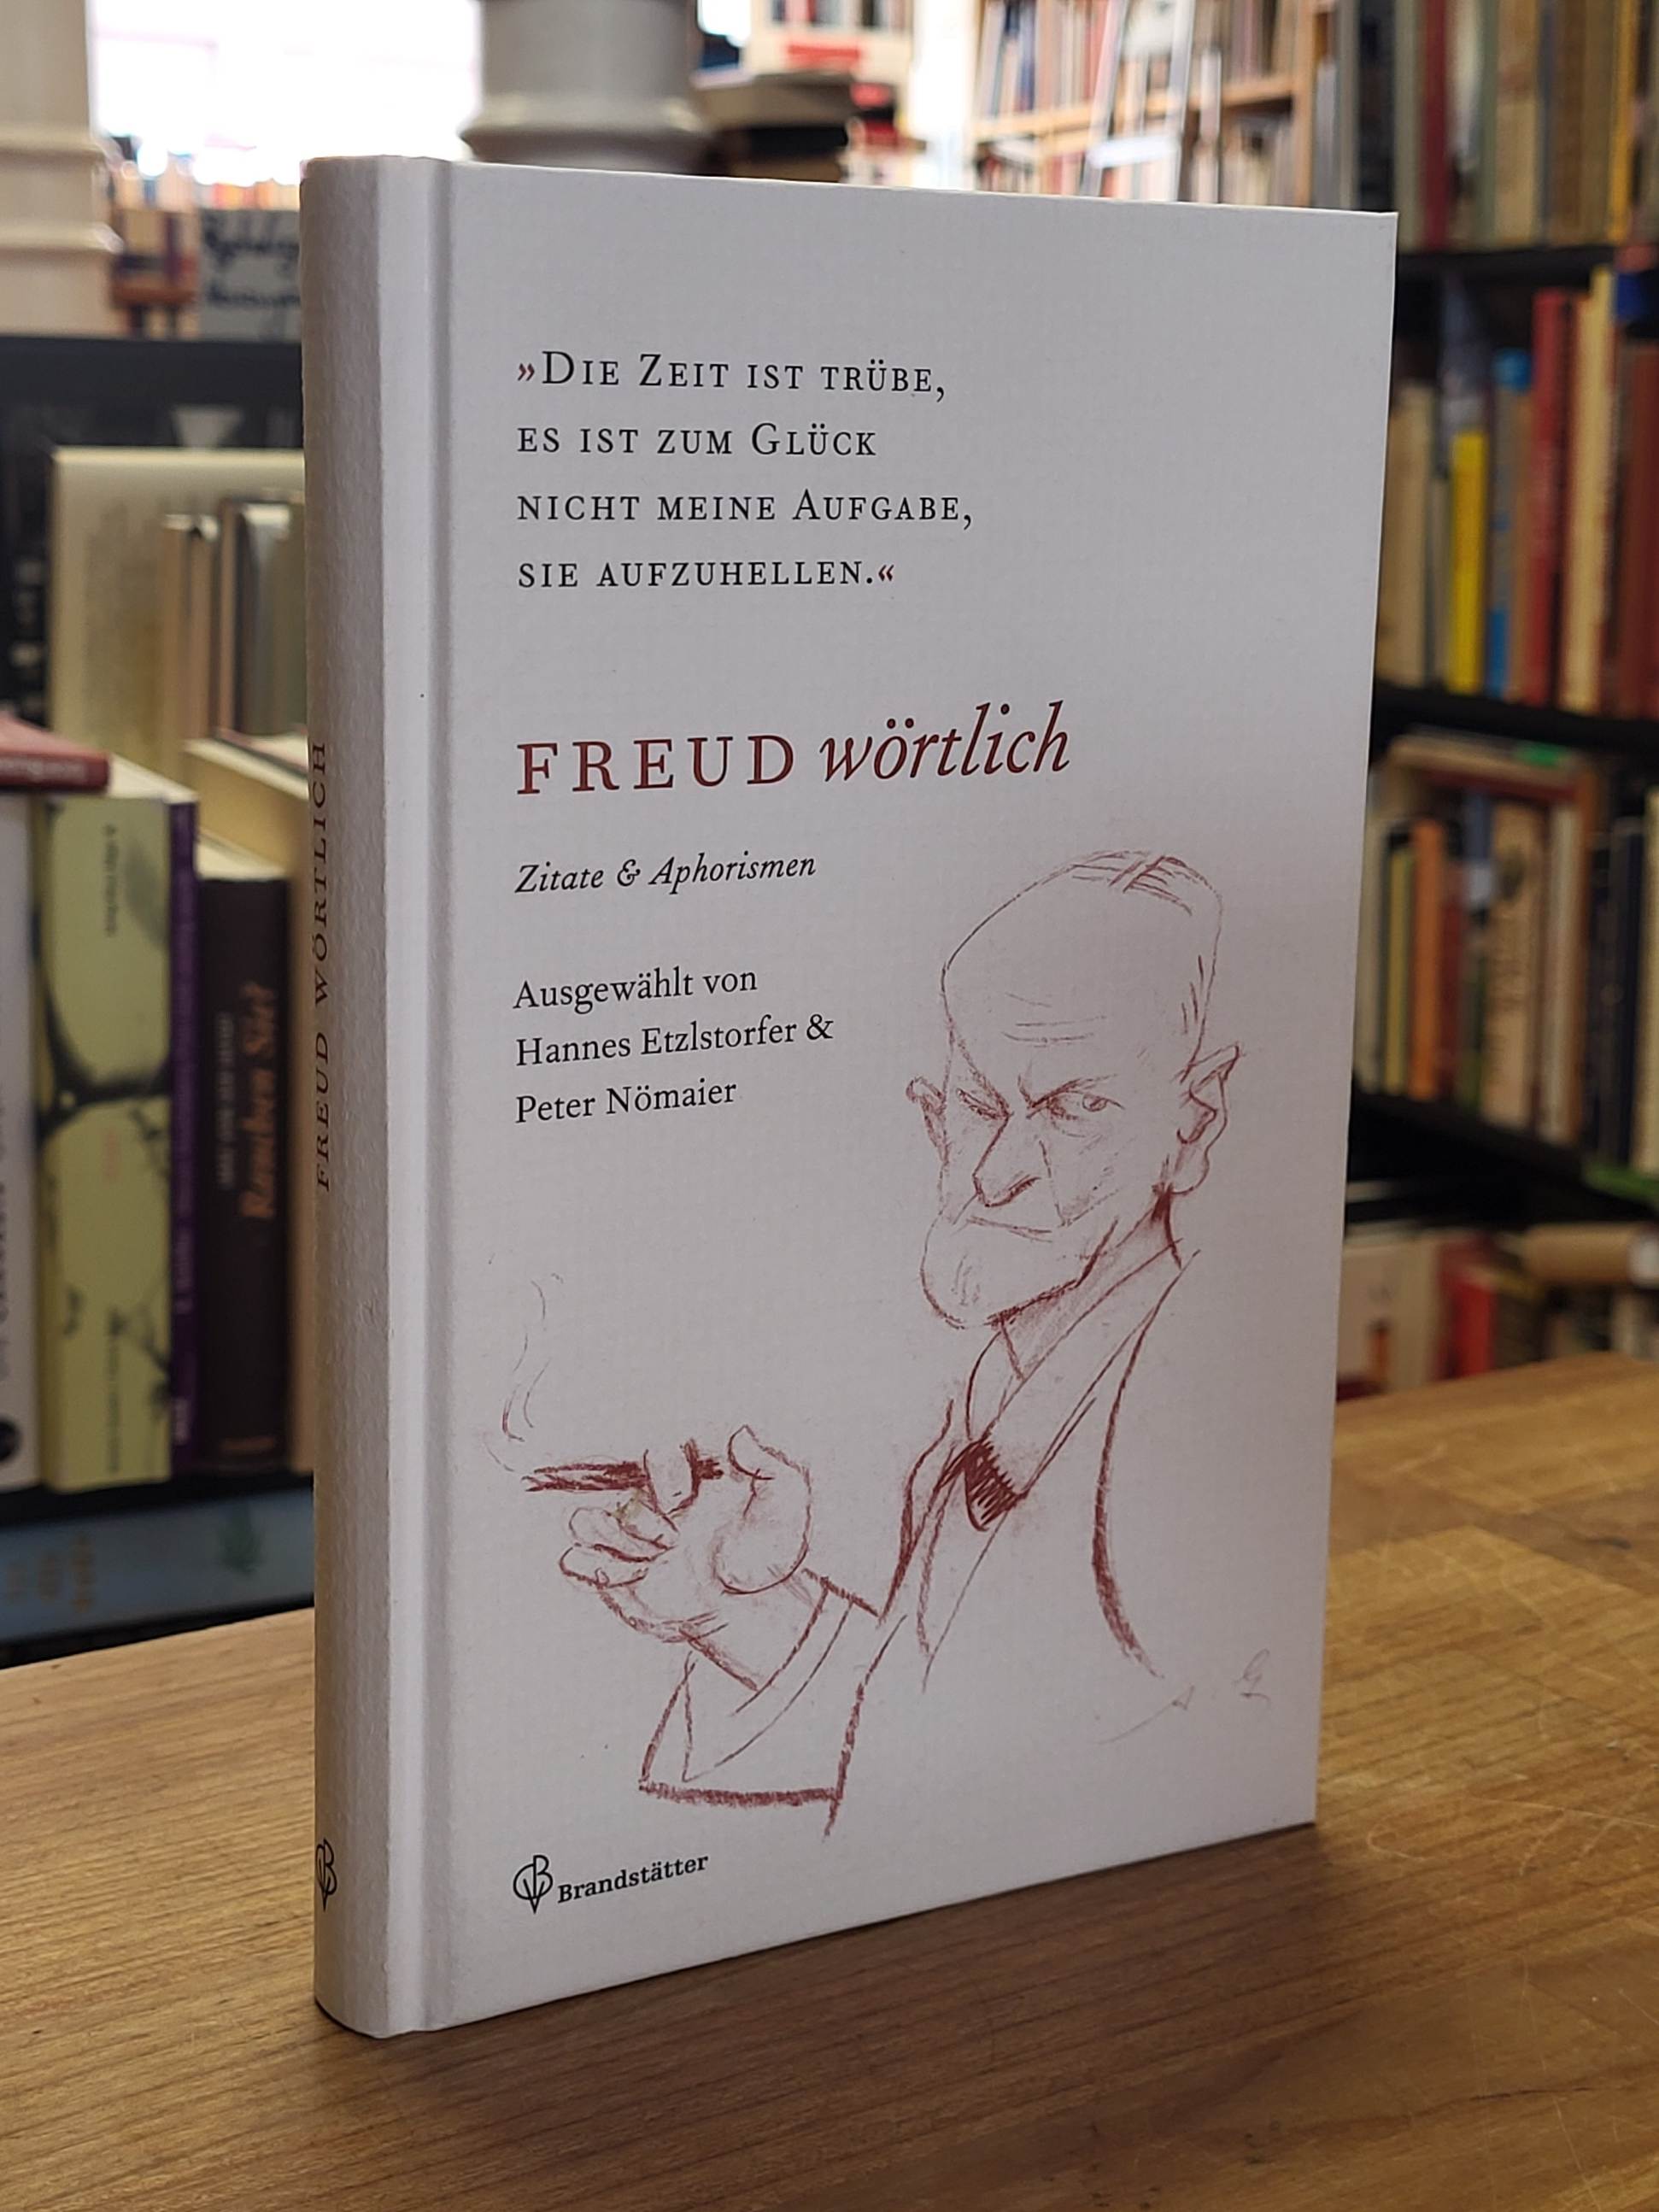 »Die Zeit ist trübe,
es ist zum Glück
nicht meine Aufgabe,
sie aufzuhellen.«
FREUD wörtlich
Zitate & Aphorismen
Ausgewählt von
Hannes Etzlstorfer &
Peter Nömaier
Brandstätter
FREUD WÖRTLICH